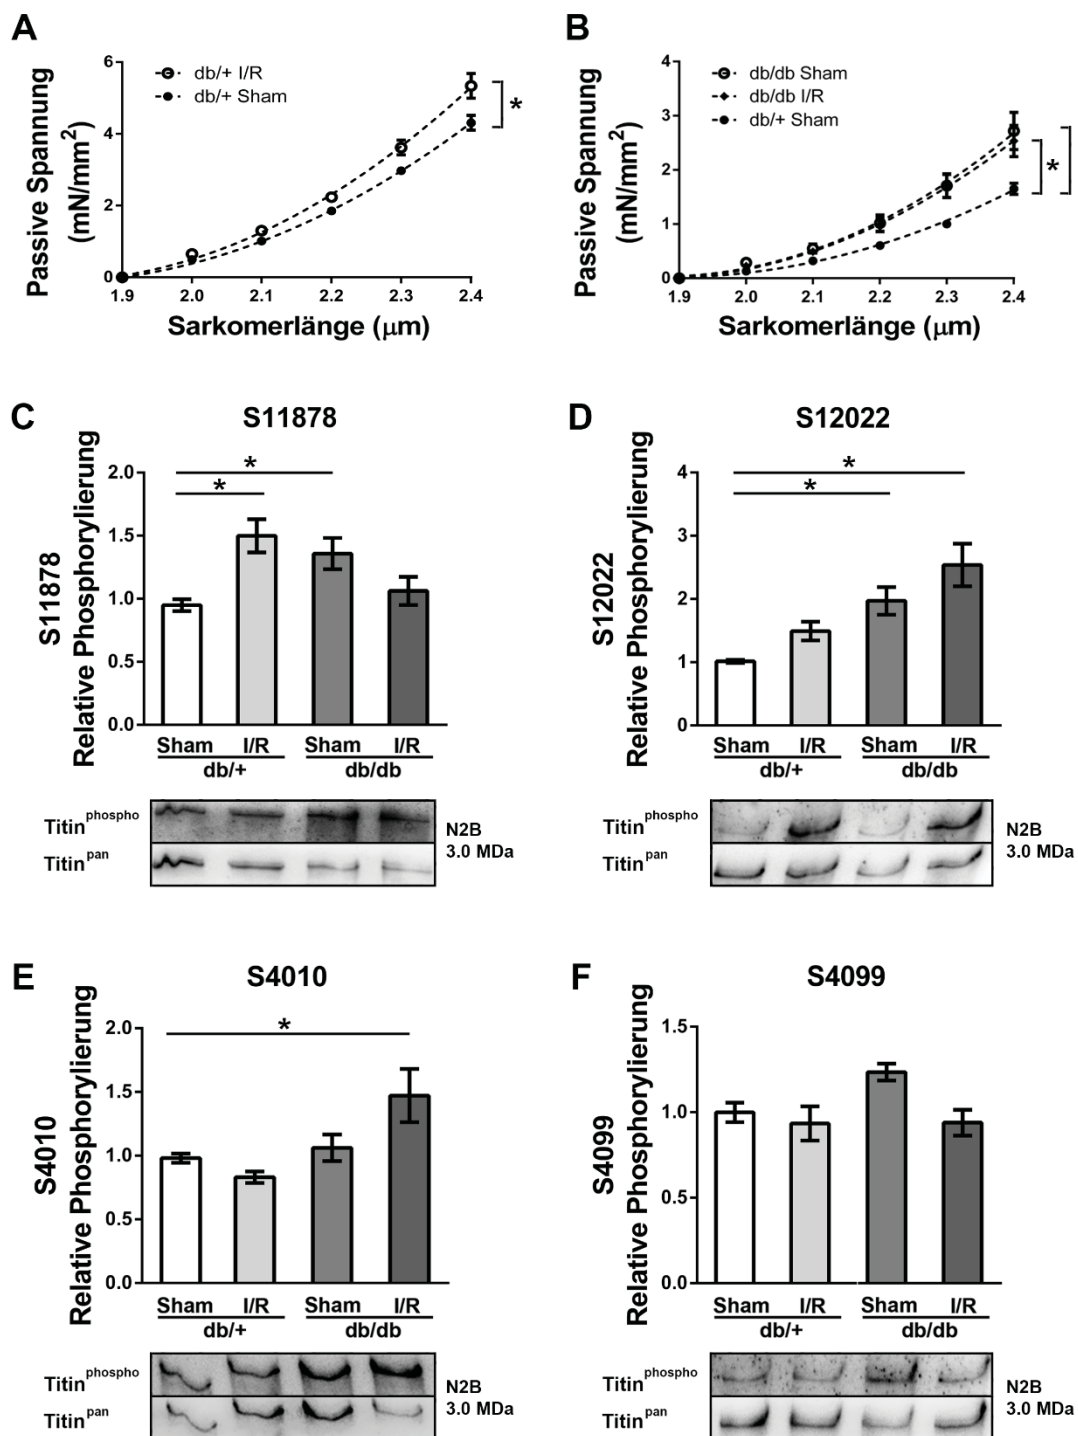 A
Passive Spannung
(mN/mm²)
6
4
2
0
db/+ I/R
db/+ Sham
*
1.9 2.0 2.1 2.2 2.3 2.4
Sarkomerlänge (μm)
B
Passive Spannung
(mN/mm²)
4
3
2
1
0
db/db Sham
db/db I/R
db/+ Sham
*
*
1.9 2.0 2.1 2.2 2.3 2.4
Sarkomerlänge (μm)
C
S11878
S11878
Relative Phosphorylierung
2.0
1.5
1.0
0.5
0.0
*
*
Sham I/R Sham I/R
db/+ db/db
Titin^phospho
Titin^pan
N2B
3.0 MDa
D
S12022
S12022
Relative Phosphorylierung
4
3
2
1
0
*
*
Sham I/R Sham I/R
db/+ db/db
Titin^phospho
Titin^pan
N2B
3.0 MDa
E
S4010
S4010
Relative Phosphorylierung
2.0
1.5
1.0
0.5
0.0
*
Sham I/R Sham I/R
db/+ db/db
Titin^phospho
Titin^pan
N2B
3.0 MDa
F
S4099
S4099
Relative Phosphorylierung
1.5
1.0
0.5
0.0
Sham I/R Sham I/R
db/+ db/db
Titin^phospho
Titin^pan
N2B
3.0 MDa